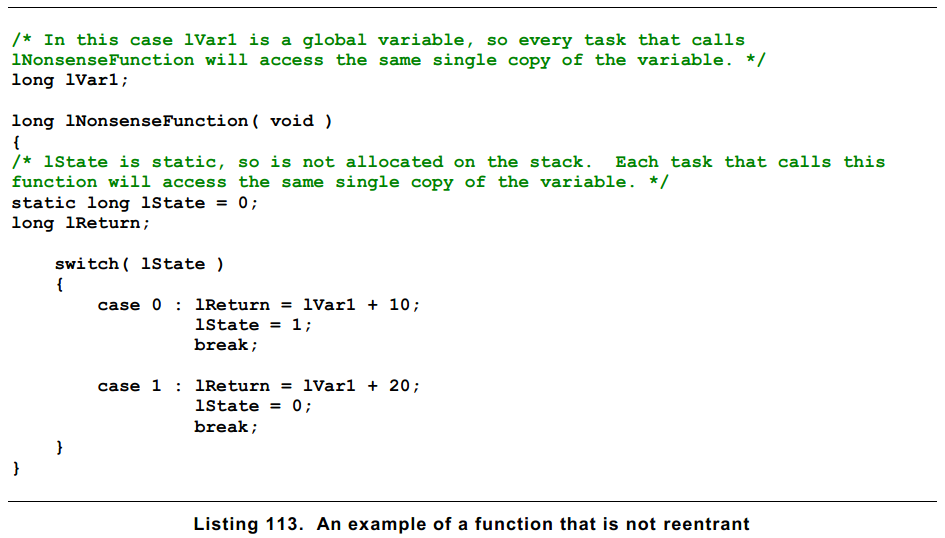 /* In this case lVar1 is a global variable, so every task that calls
lNonsenseFunction will access the same single copy of the variable. */
long lVar1;
long lNonsenseFunction( void )
{
/* lState is static, so is not allocated on the stack.  Each task that calls this
function will access the same single copy of the variable. */
static long lState = 0;
long lReturn;
    switch( lState )
    {
        case 0 : lReturn = lVar1 + 10;
                 lState = 1;
                 break;
        case 1 : lReturn = lVar1 + 20;
                 lState = 0;
                 break;
    }
}
Listing 113.  An example of a function that is not reentrant